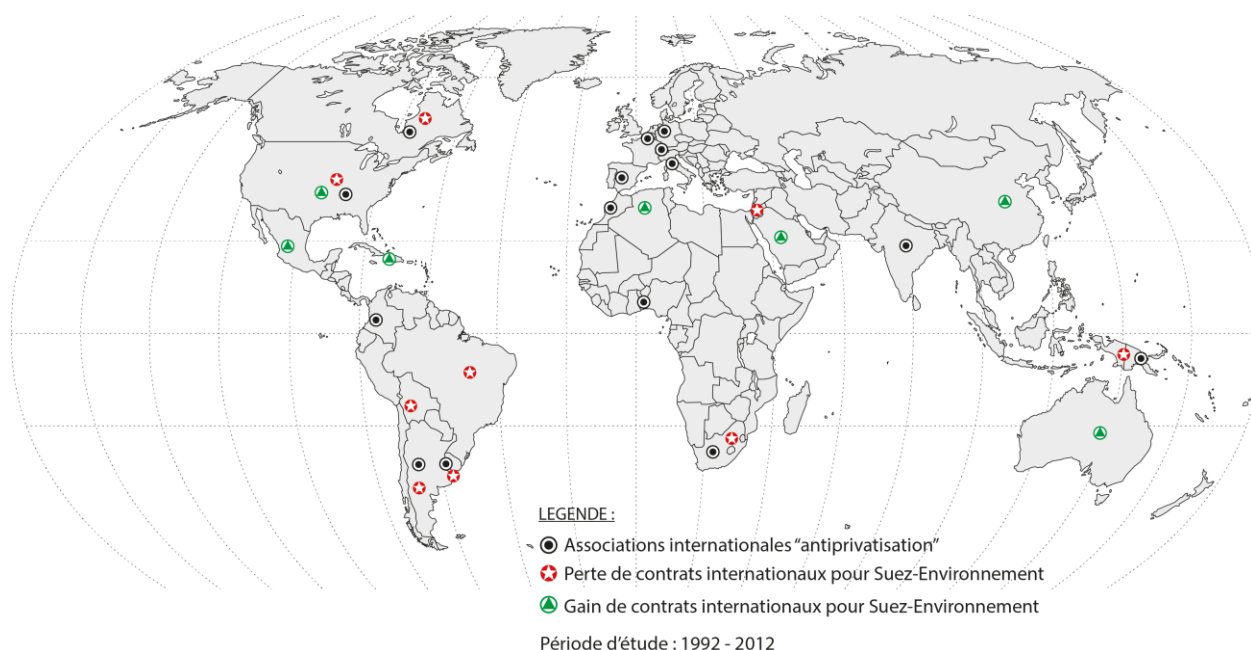 LEGENDE :
Associations internationales “antiprivatisation”
Perte de contrats internationaux pour Suez-Environnement
Gain de contrats internationaux pour Suez-Environnement
Période d’étude : 1992 - 2012